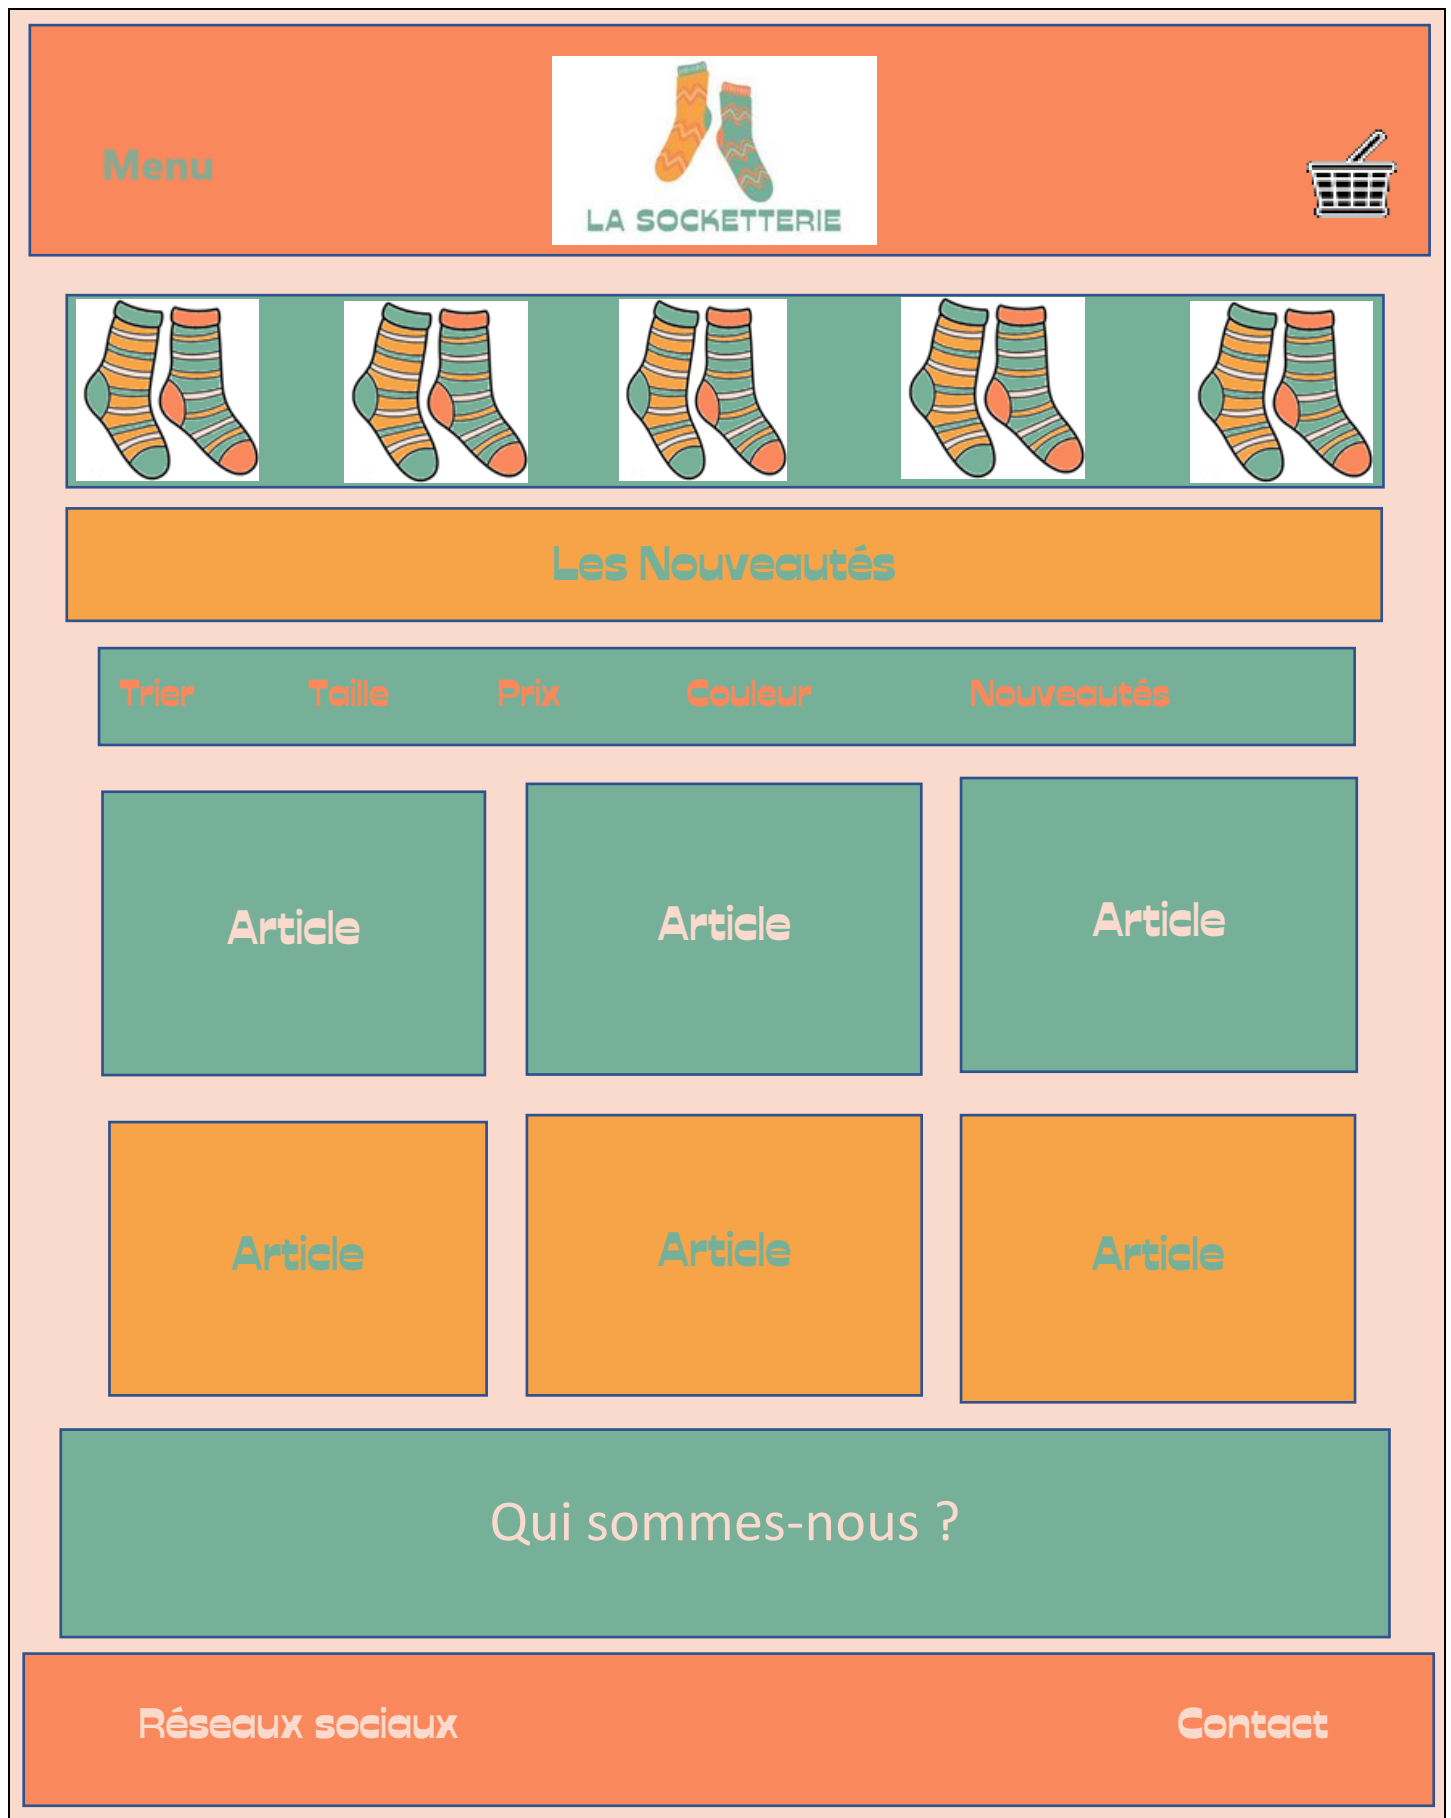 Menu
LA SOCKETTERIE
Les Nouveautés
Trier Taille Prix Couleur Nouveautés
Article Article Article
Article Article Article
Qui sommes-nous ?
Réseaux sociaux Contact